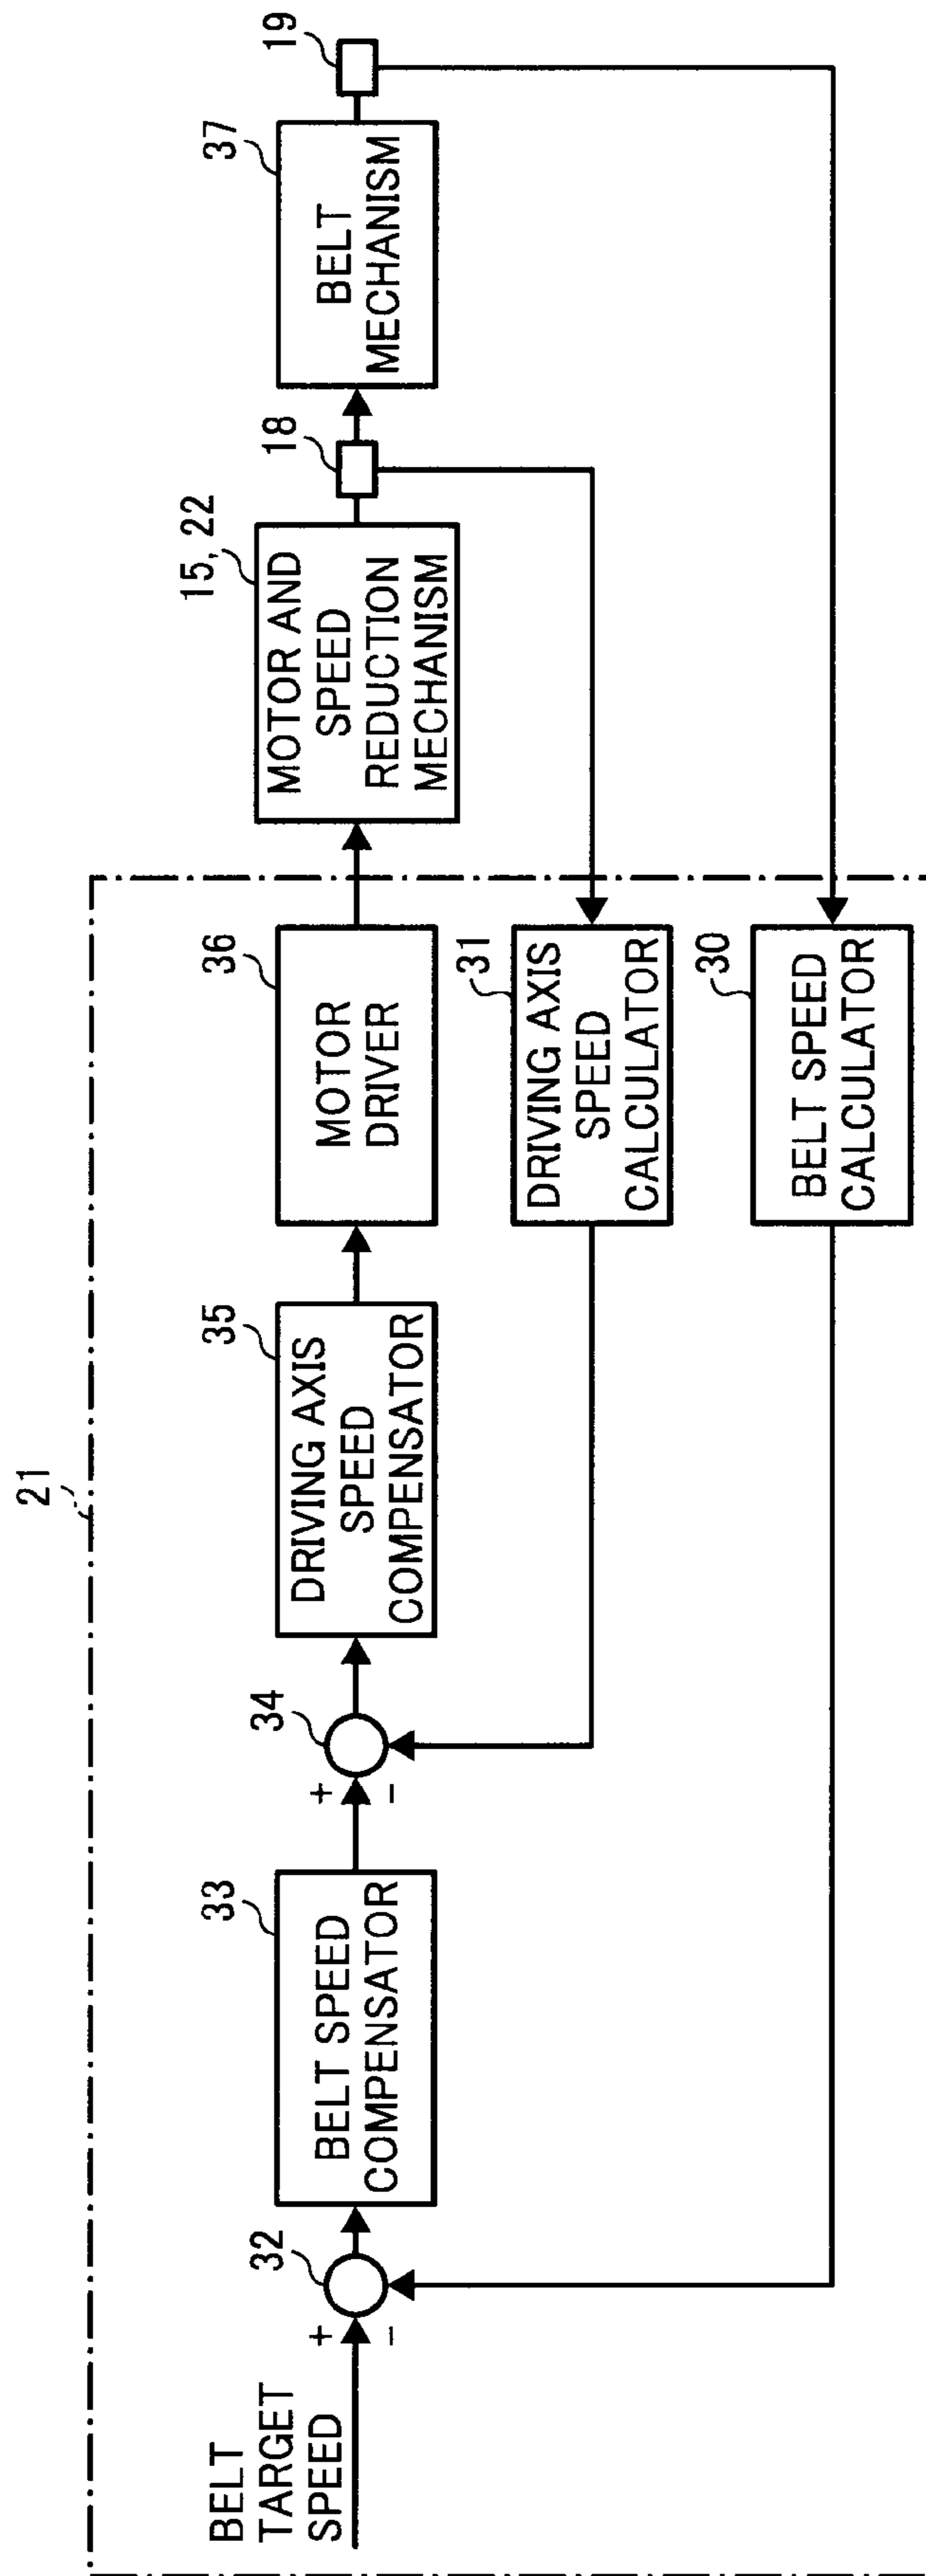 21
BELT
TARGET
SPEED
+
−
32
33
BELT SPEED
COMPENSATOR
+
−
34
35
DRIVING AXIS
SPEED
COMPENSATOR
36
MOTOR
DRIVER
15, 22
MOTOR AND
SPEED
REDUCTION
MECHANISM
18
37
BELT
MECHANISM
19
31
DRIVING AXIS
SPEED
CALCULATOR
30
BELT SPEED
CALCULATOR